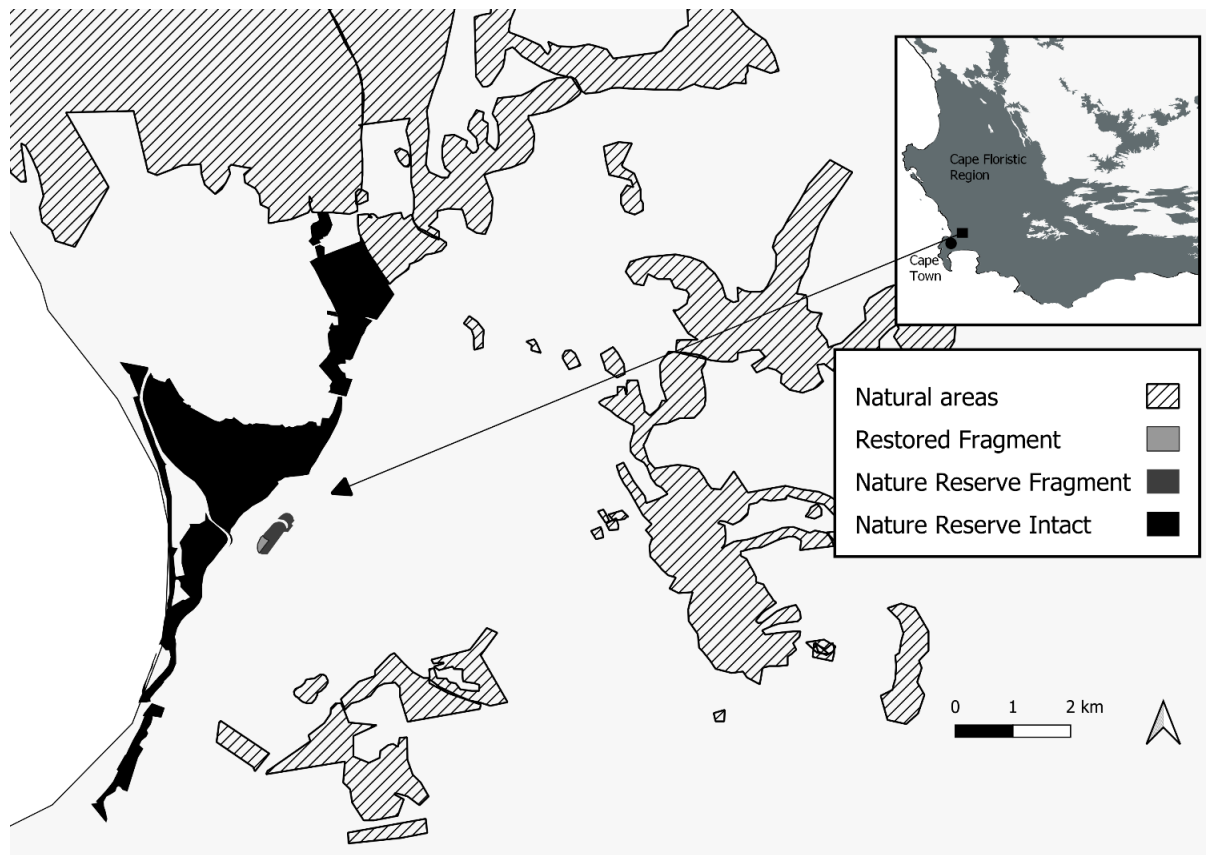 Cape Floristic
Region
Cape
Town
Natural areas
Restored Fragment
Nature Reserve Fragment
Nature Reserve Intact
0 1 2 km